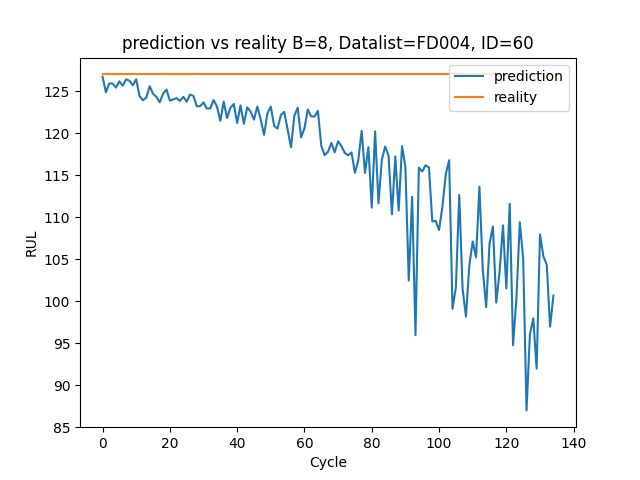 prediction vs reality B=8, Datalist=FD004, ID=60
prediction
reality
125
120
115
110
105
100
95
90
85
RUL
0 20 40 60 80 100 120 140
Cycle